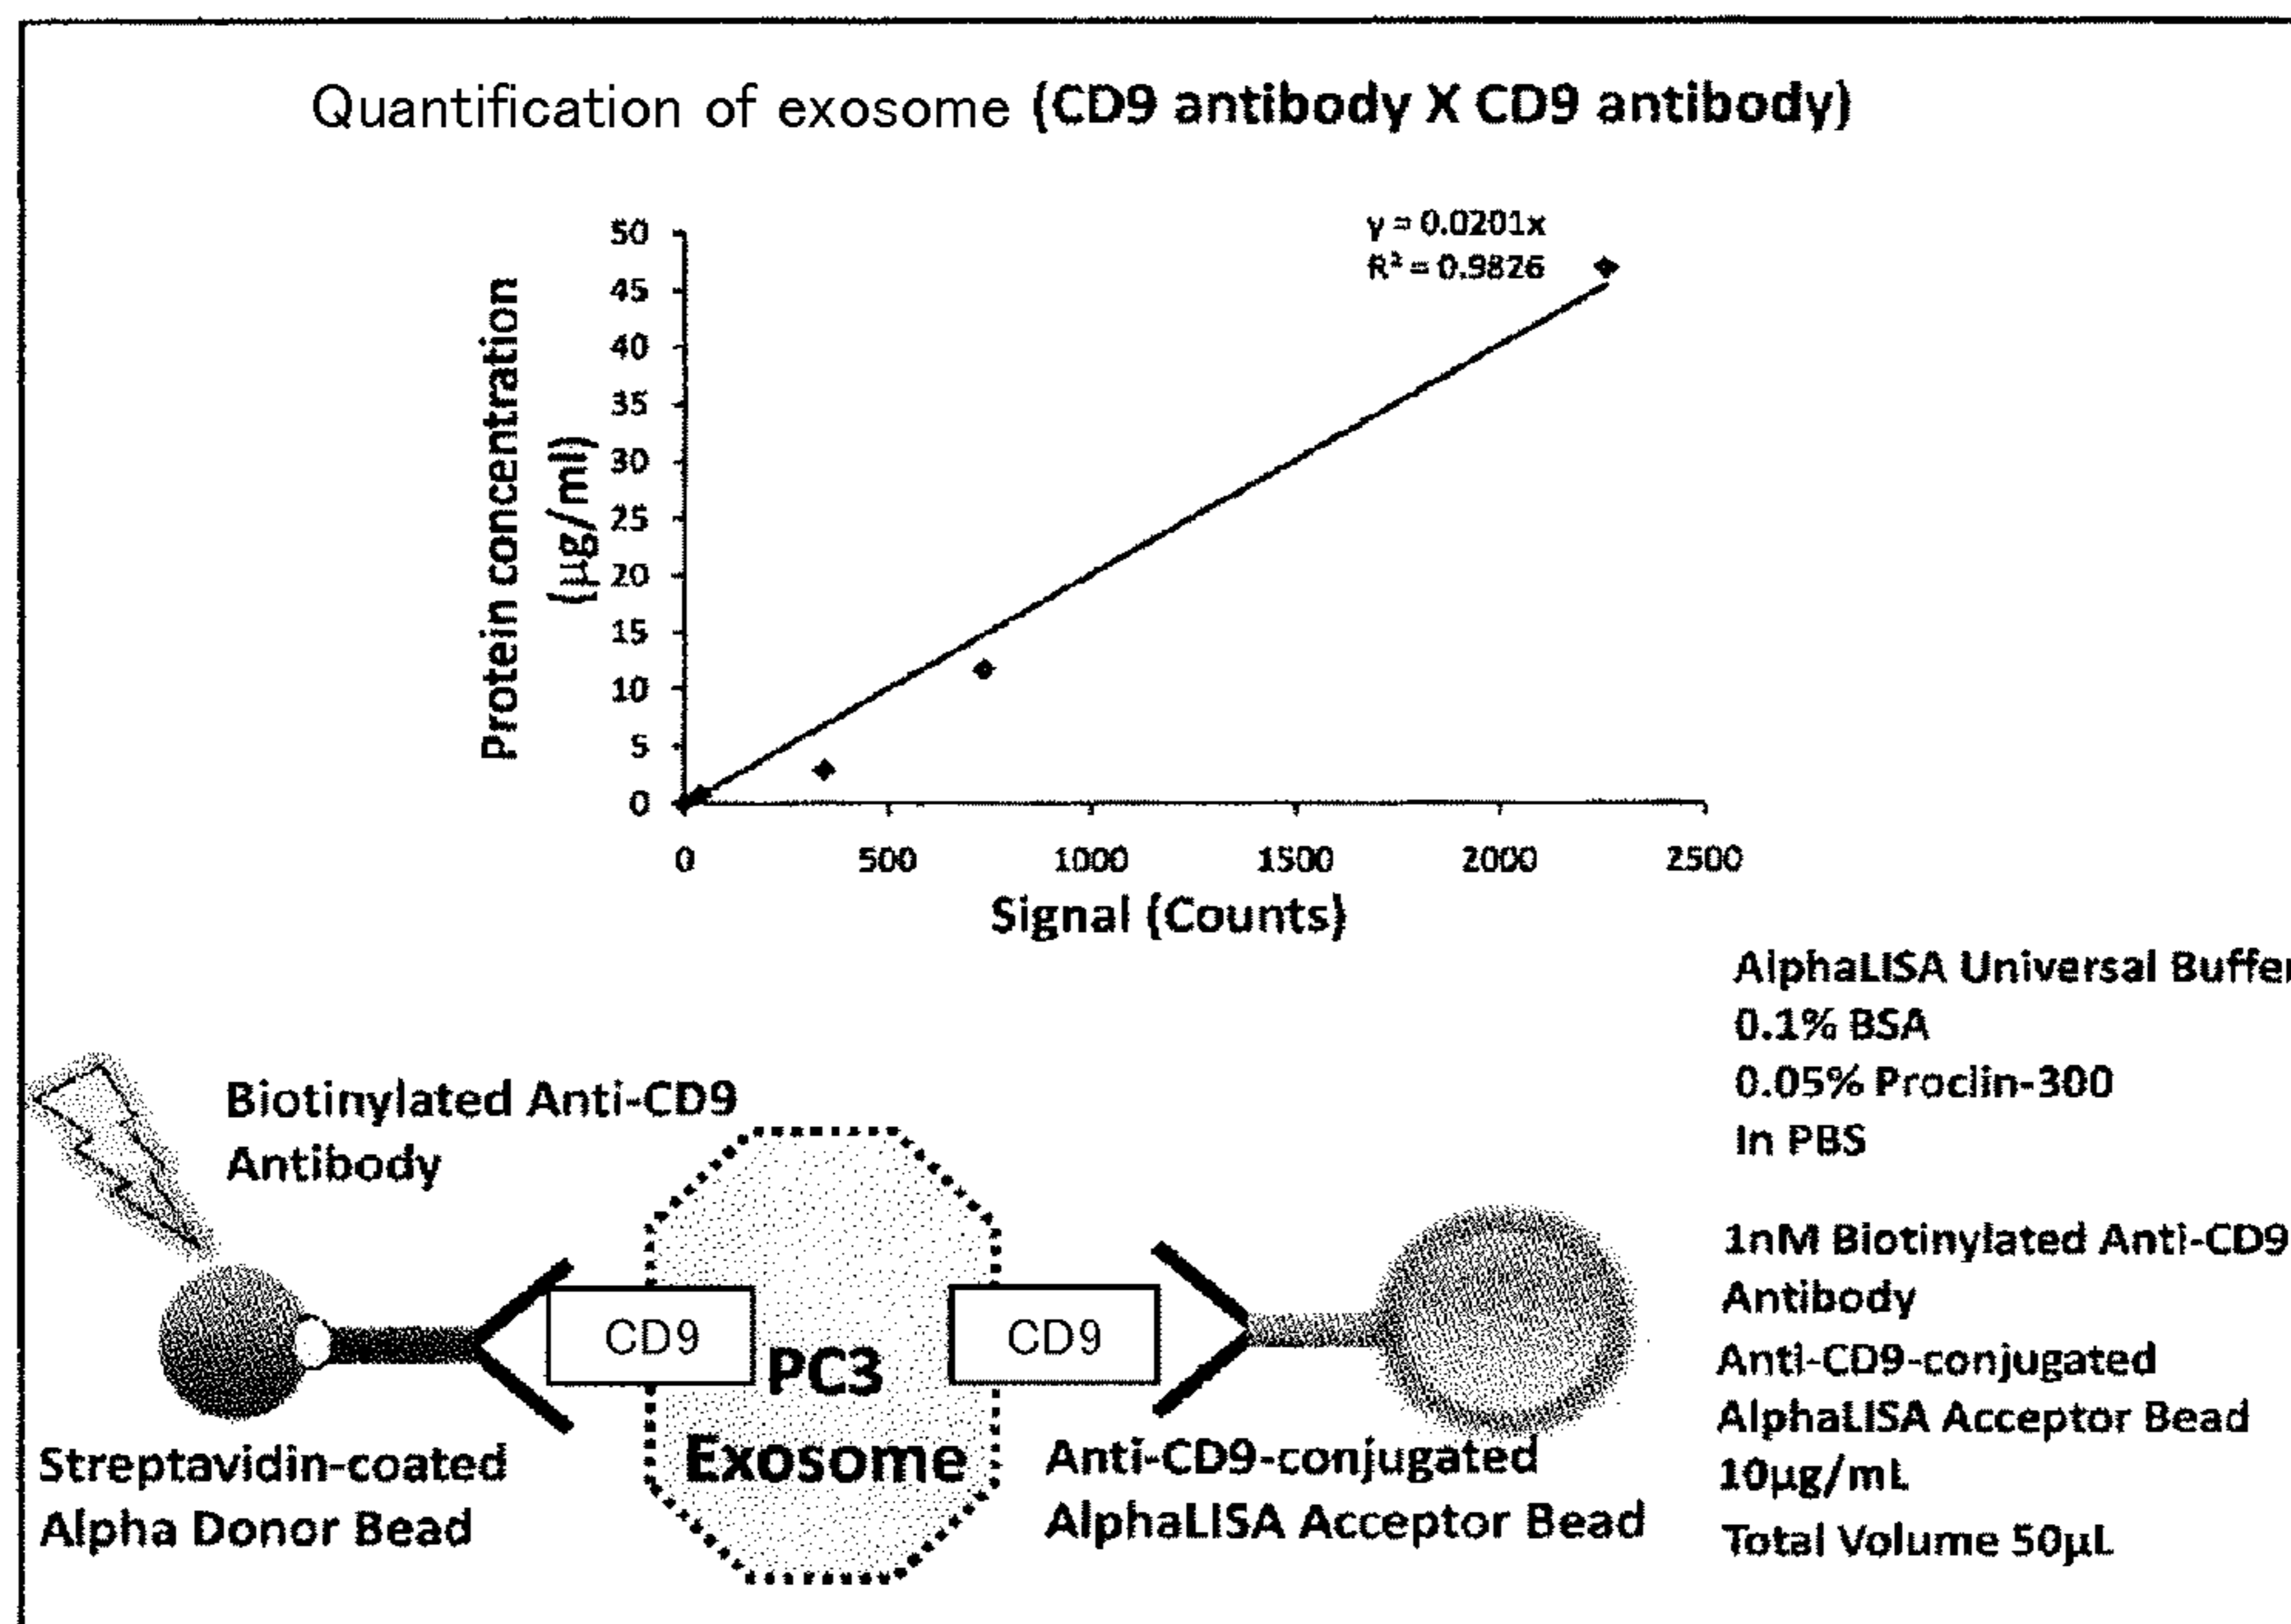 Quantification of exosome (CD9 antibody X CD9 antibody)
y = 0.0201x
R² = 0.9826
Protein concentration
(µg/ml)
50
45
40
35
30
25
20
15
10
5
0
0 500 1000 1500 2000 2500
Signal (Counts)
AlphaLISA Universal Buffer
0.1% BSA
0.05% Proclin-300
In PBS
Biotinylated Anti-CD9
Antibody
CD9
PC3
Exosome
CD9
Streptavidin-coated
Alpha Donor Bead
Anti-CD9-conjugated
AlphaLISA Acceptor Bead
1nM Biotinylated Anti-CD9
Antibody
Anti-CD9-conjugated
AlphaLISA Acceptor Bead
10µg/mL
Total Volume 50µL